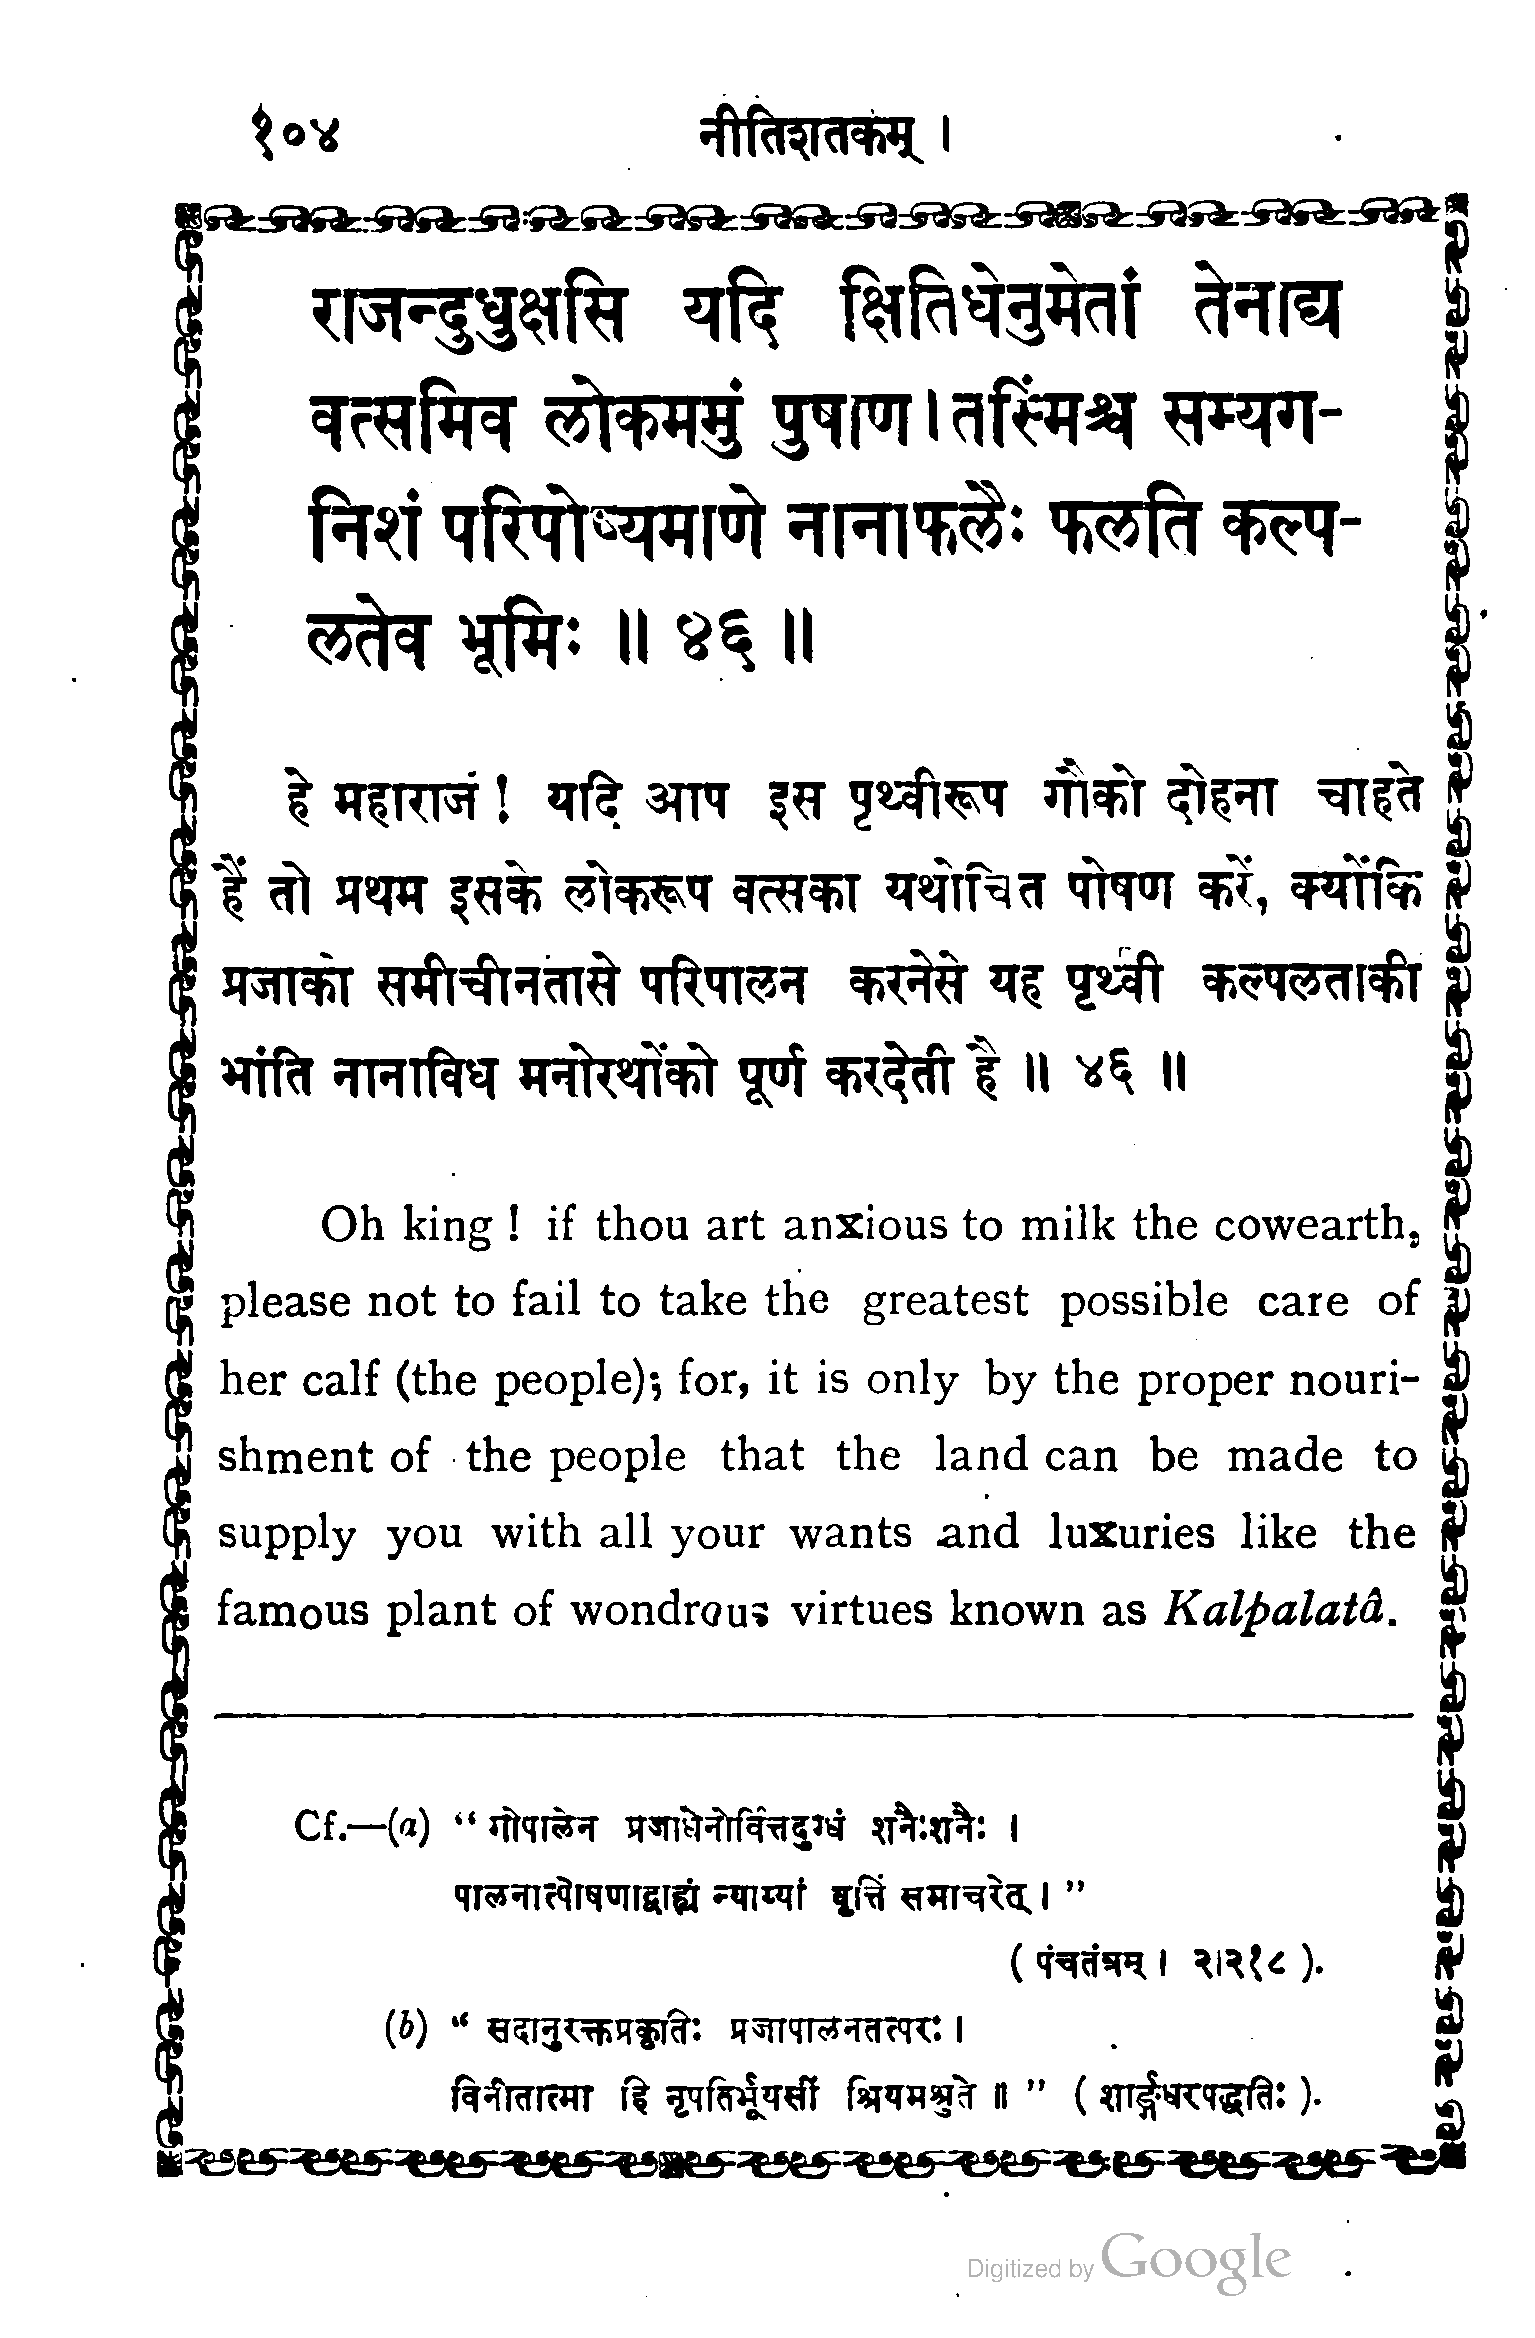 १०४ नीतिशतकम् ।
राजन्दुधुक्षसि यदि क्षितिधेनुमेतां तेनाद्य
वत्समिव लोकममुं पुषाण। तस्मिंश्च सम्यग-
निशं परिपोष्यमाणे नानाफलैः फलति कल्प-
लतेव भूमिः ॥ ४६ ॥
हे महाराज ! यदि आप इस पृथ्वीरूप गौको दोहना चाहते
हैं तो प्रथम इसके लोकरूप वत्सका यथोचित पोषण करें, क्योंकि
प्रजाको समीचीनतासे परिपालन करनेसे यह पृथ्वी कल्पलताकी
भांति नानाविध मनोरथोंको पूर्ण करदेती है ॥ ४६ ॥
Oh king ! if thou art anxious to milk the cowearth,
please not to fail to take the greatest possible care of
her calf (the people); for, it is only by the proper nouri-
shment of the people that the land can be made to
supply you with all your wants and luxuries like the
famous plant of wondrous virtues known as Kalpalatâ.
Cf.—(a) “ गोपालेन प्रजाधेनोर्वित्तदुग्धं शनैःशनैः ।
पालनात्पोषणाद्ग्राह्यं न्याय्यां वृत्तिं समाचरेत् । ”
( पंचतंत्रम् । २।२१८ ).
(b) “ सदानुरक्तप्रकृतिः प्रजापालनतत्परः ।
विनीतात्मा हि नृपतिर्भूयसीं श्रियमश्नुते ॥ ” ( शार्ङ्गधरपद्धतिः ).
Digitized by Google